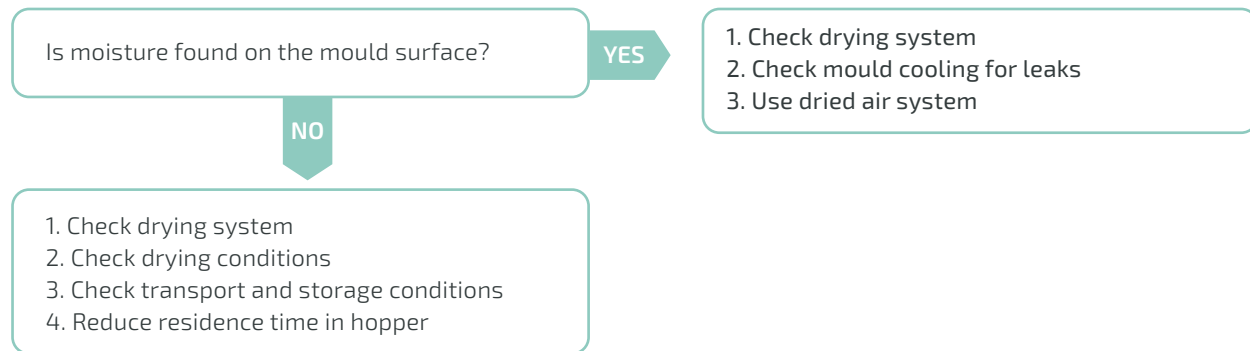 Is moisture found on the mould surface?
YES
1. Check drying system
2. Check mould cooling for leaks
3. Use dried air system
NO
1. Check drying system
2. Check drying conditions
3. Check transport and storage conditions
4. Reduce residence time in hopper